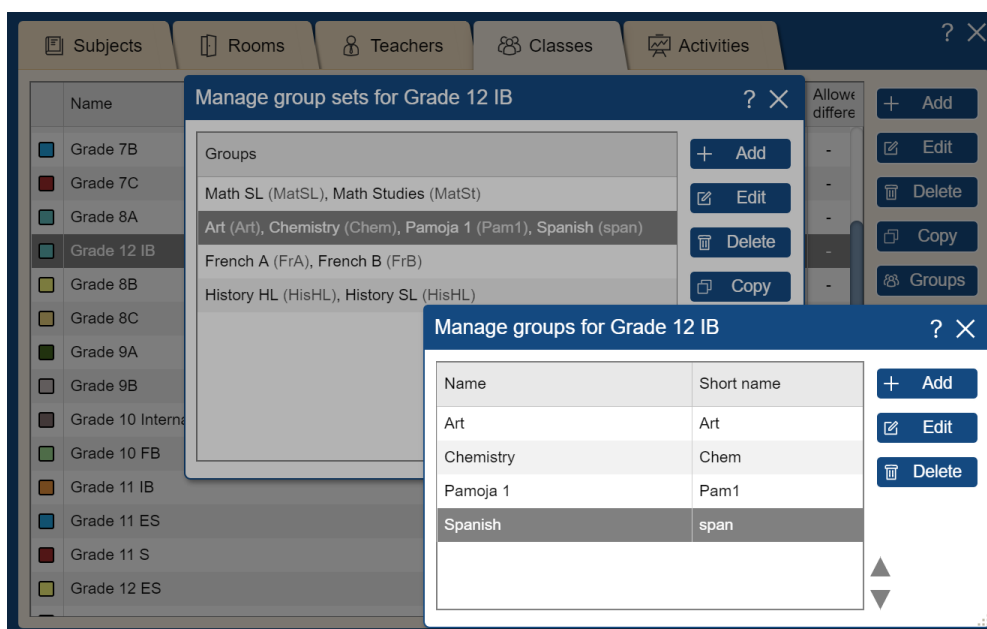 Subjects
Rooms
Teachers
Classes
Activities
?
Name
Allowe
differe
Add
Edit
Delete
Copy
Groups
Grade 7B
-
Grade 7C
-
Grade 8A
-
Grade 12 IB
-
Grade 8B
-
Grade 8C
Grade 9A
Grade 9B
Grade 10 Interna
Grade 10 FB
Grade 11 IB
Grade 11 ES
Grade 11 S
Grade 12 ES
Manage group sets for Grade 12 IB
?
Groups
Math SL (MatSL), Math Studies (MatSt)
Art (Art), Chemistry (Chem), Pamoja 1 (Pam1), Spanish (span)
French A (FrA), French B (FrB)
History HL (HisHL), History SL (HisHL)
Add
Edit
Delete
Copy
Manage groups for Grade 12 IB
?
Name Short name
Art Art
Chemistry Chem
Pamoja 1 Pam1
Spanish span
Add
Edit
Delete